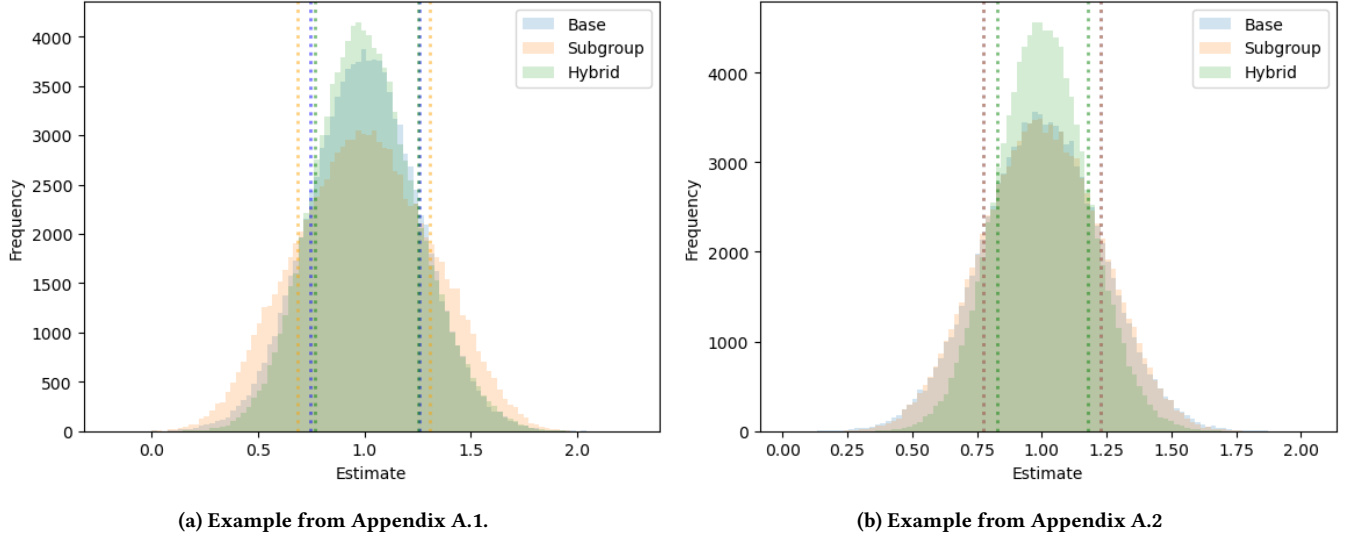 Base
Subgroup
Hybrid
4000
3500
3000
2500
2000
1500
1000
500
0
Frequency
0.0
0.5
1.0
1.5
2.0
Estimate
(a) Example from Appendix A.1.
Base
Subgroup
Hybrid
4000
3000
2000
1000
0
Frequency
0.00
0.25
0.50
0.75
1.00
1.25
1.50
1.75
2.00
Estimate
(b) Example from Appendix A.2